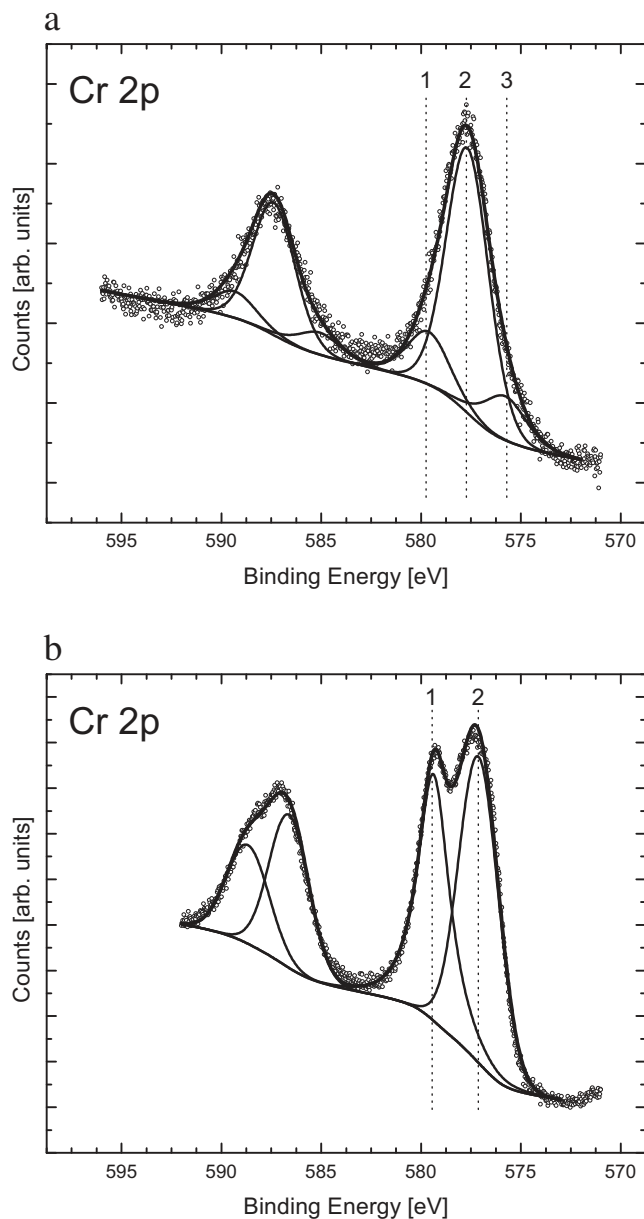 a
1 2 3
Cr 2p
Counts [arb. units]
595 590 585 580 575 570
Binding Energy [eV]
b
1 2
Cr 2p
Counts [arb. units]
595 590 585 580 575 570
Binding Energy [eV]